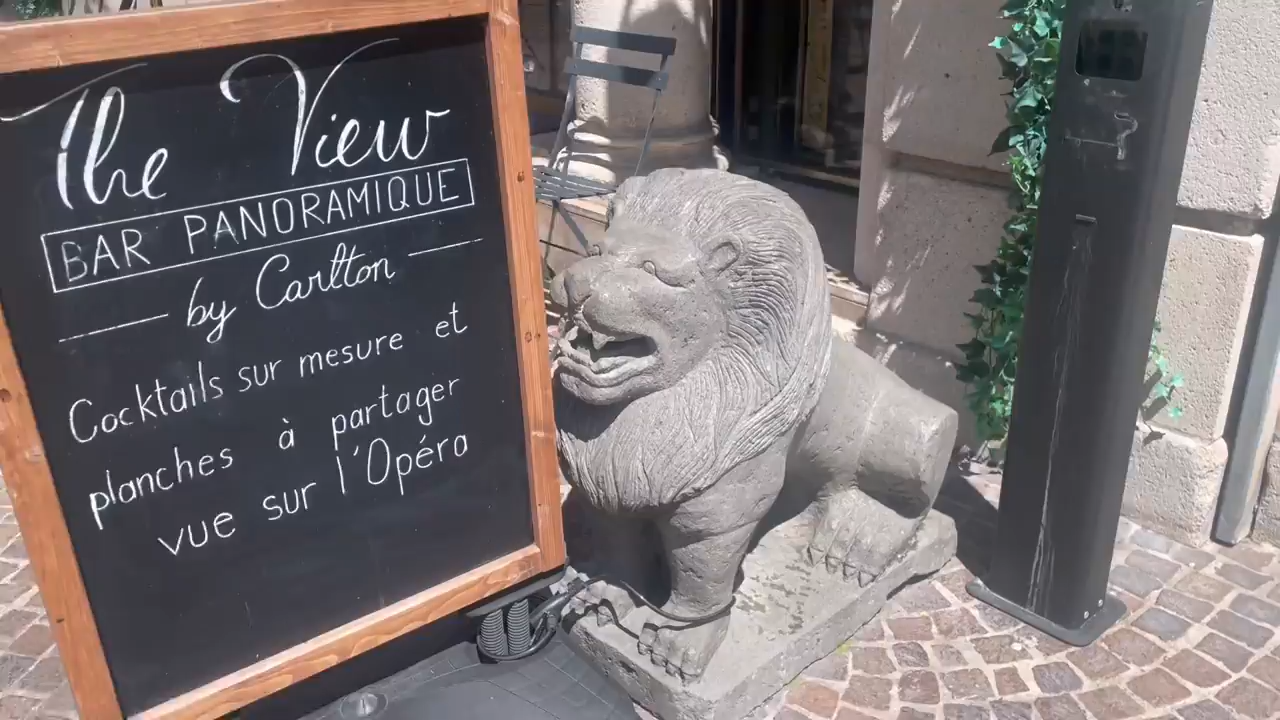 The View
BAR PANORAMIQUE
by Carlton
Cocktails sur mesure et
planches à partager
vue sur l'Opéra